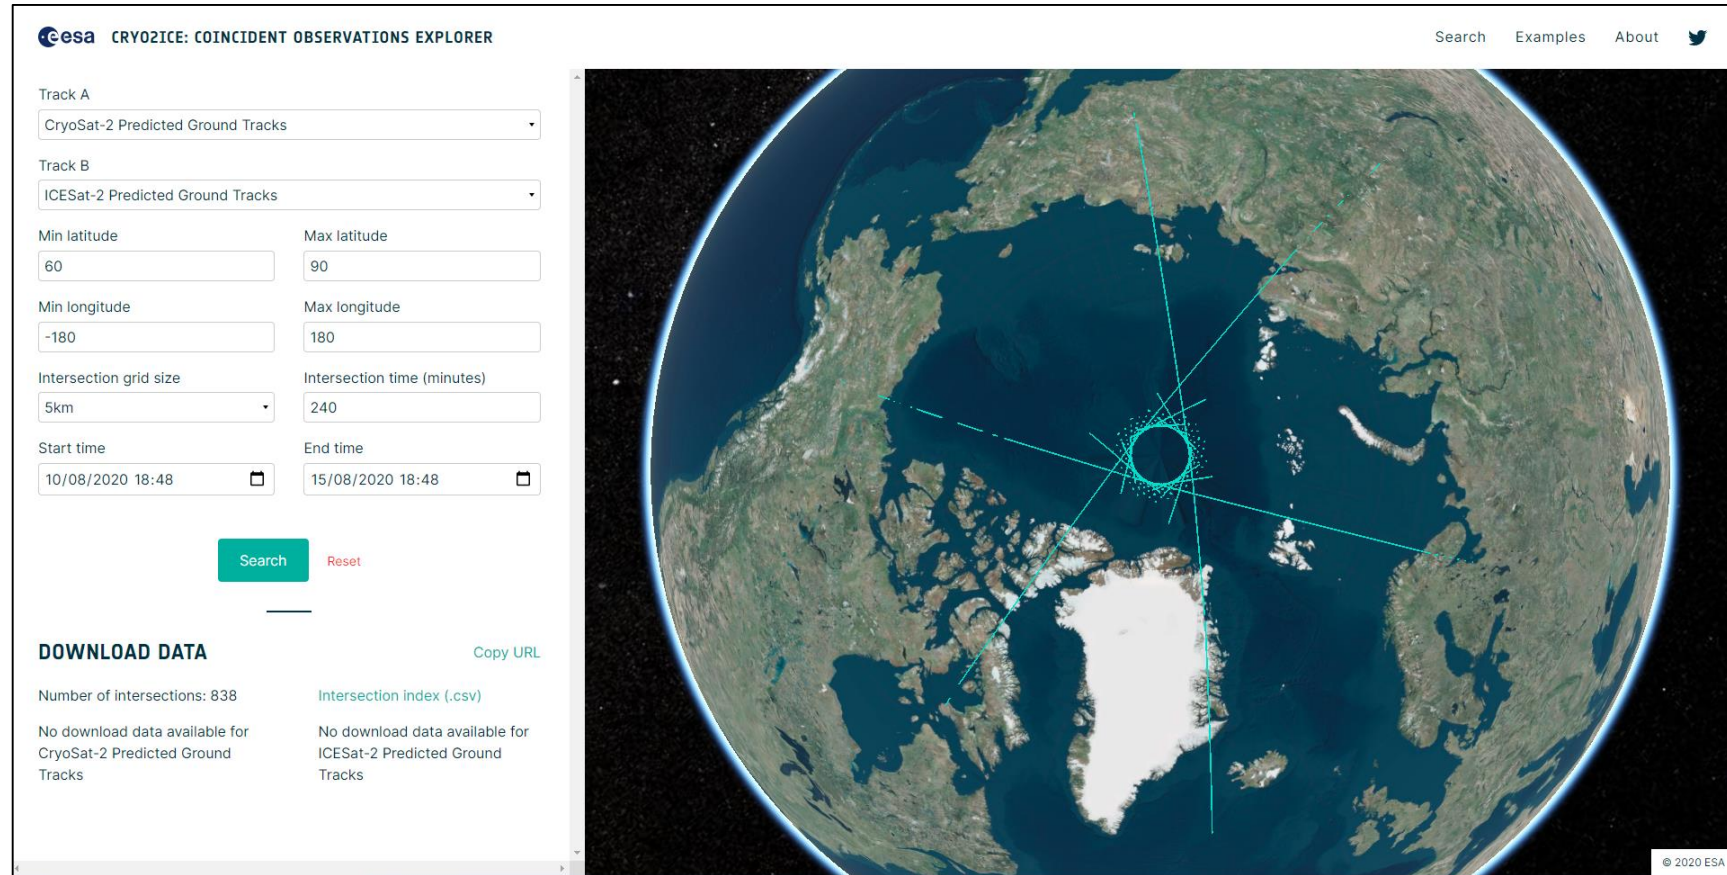 esa CRYO2ICE: COINCIDENT OBSERVATIONS EXPLORER
Search Examples About
Track A
CryoSat-2 Predicted Ground Tracks
Track B
ICESat-2 Predicted Ground Tracks
Min latitude Max latitude
60 90
Min longitude Max longitude
-180 180
Intersection grid size Intersection time (minutes)
5km 240
Start time End time
10/08/2020 18:48 15/08/2020 18:48
Search Reset
DOWNLOAD DATA Copy URL
Number of intersections: 838 Intersection index (.csv)
No download data available for
CryoSat-2 Predicted Ground
Tracks
No download data available for
ICESat-2 Predicted Ground
Tracks
© 2020 ESA